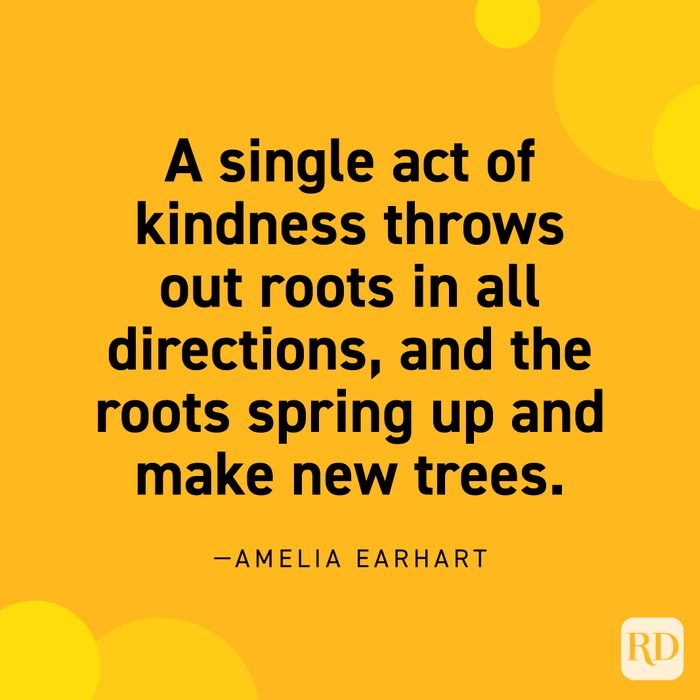 A single act of
kindness throws
out roots in all
directions, and the
roots spring up and
make new trees.
—AMELIA EARHART
RD